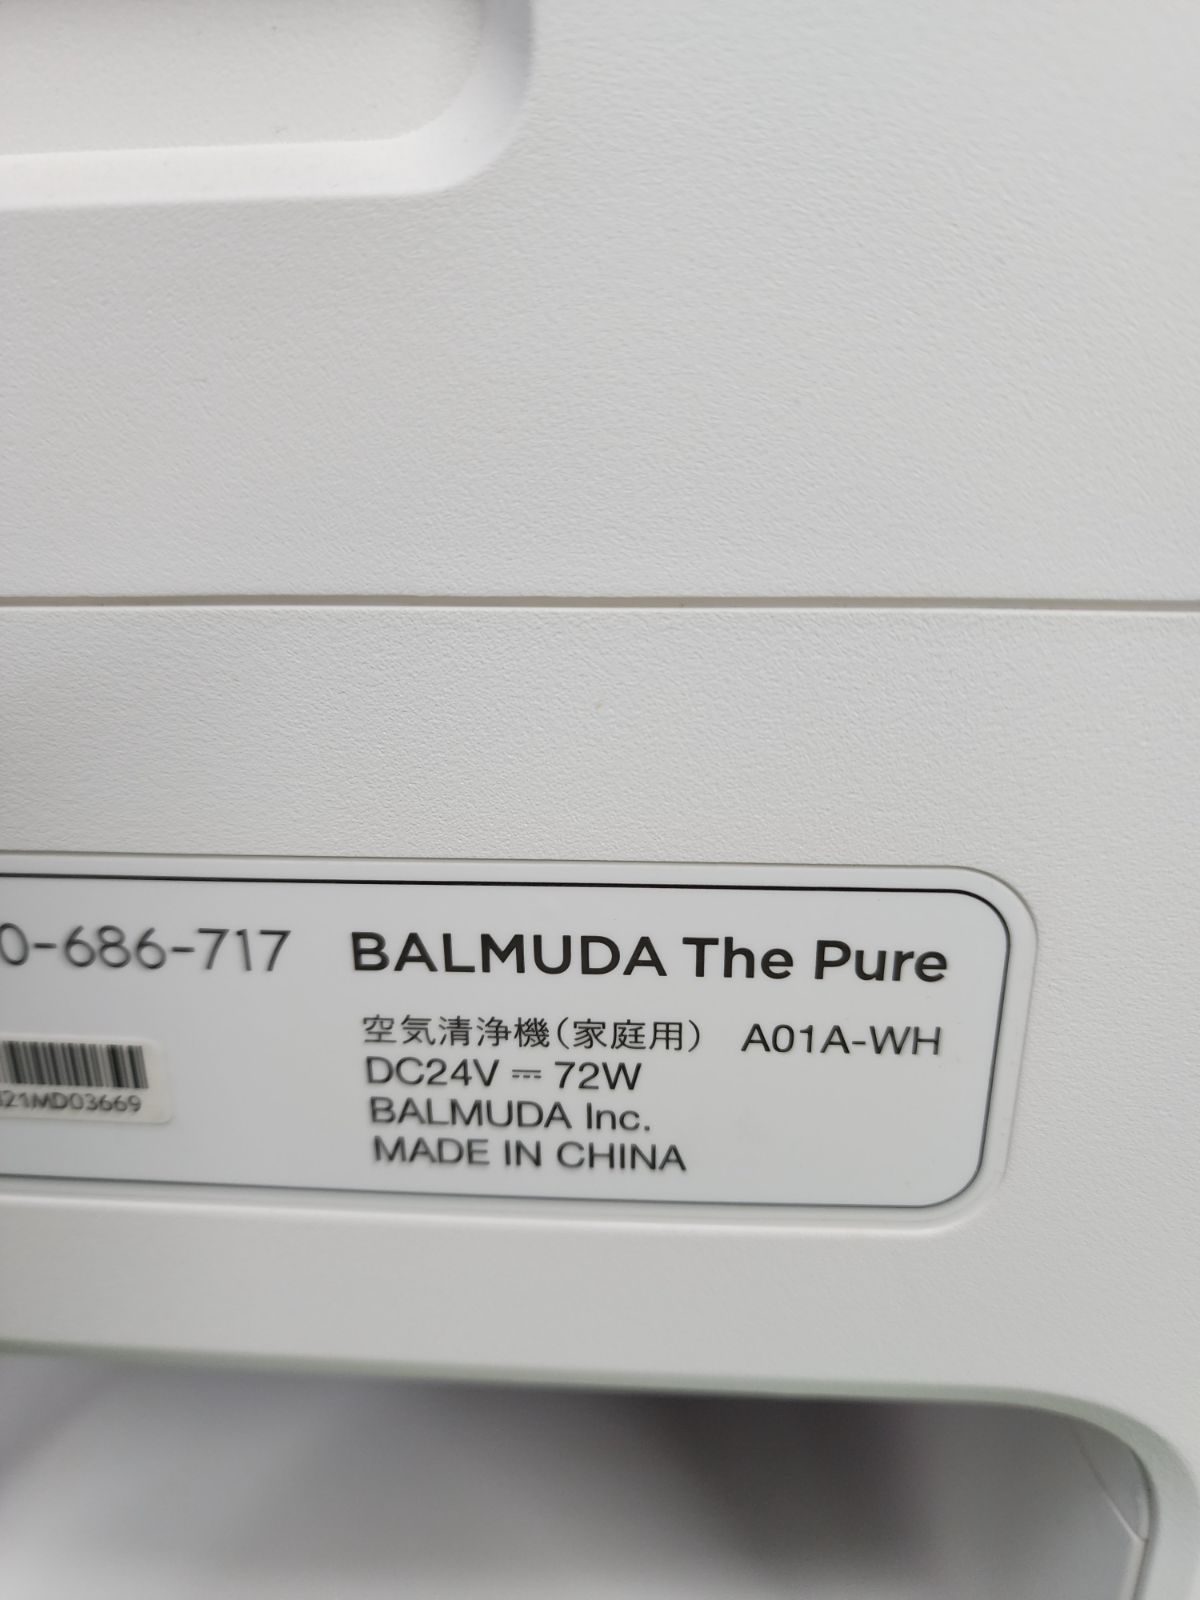 0-686-717
21MD03669
BALMUDA The Pure
空気清浄機(家庭用) A01A-WH
DC24V ⎓ 72W
BALMUDA Inc.
MADE IN CHINA